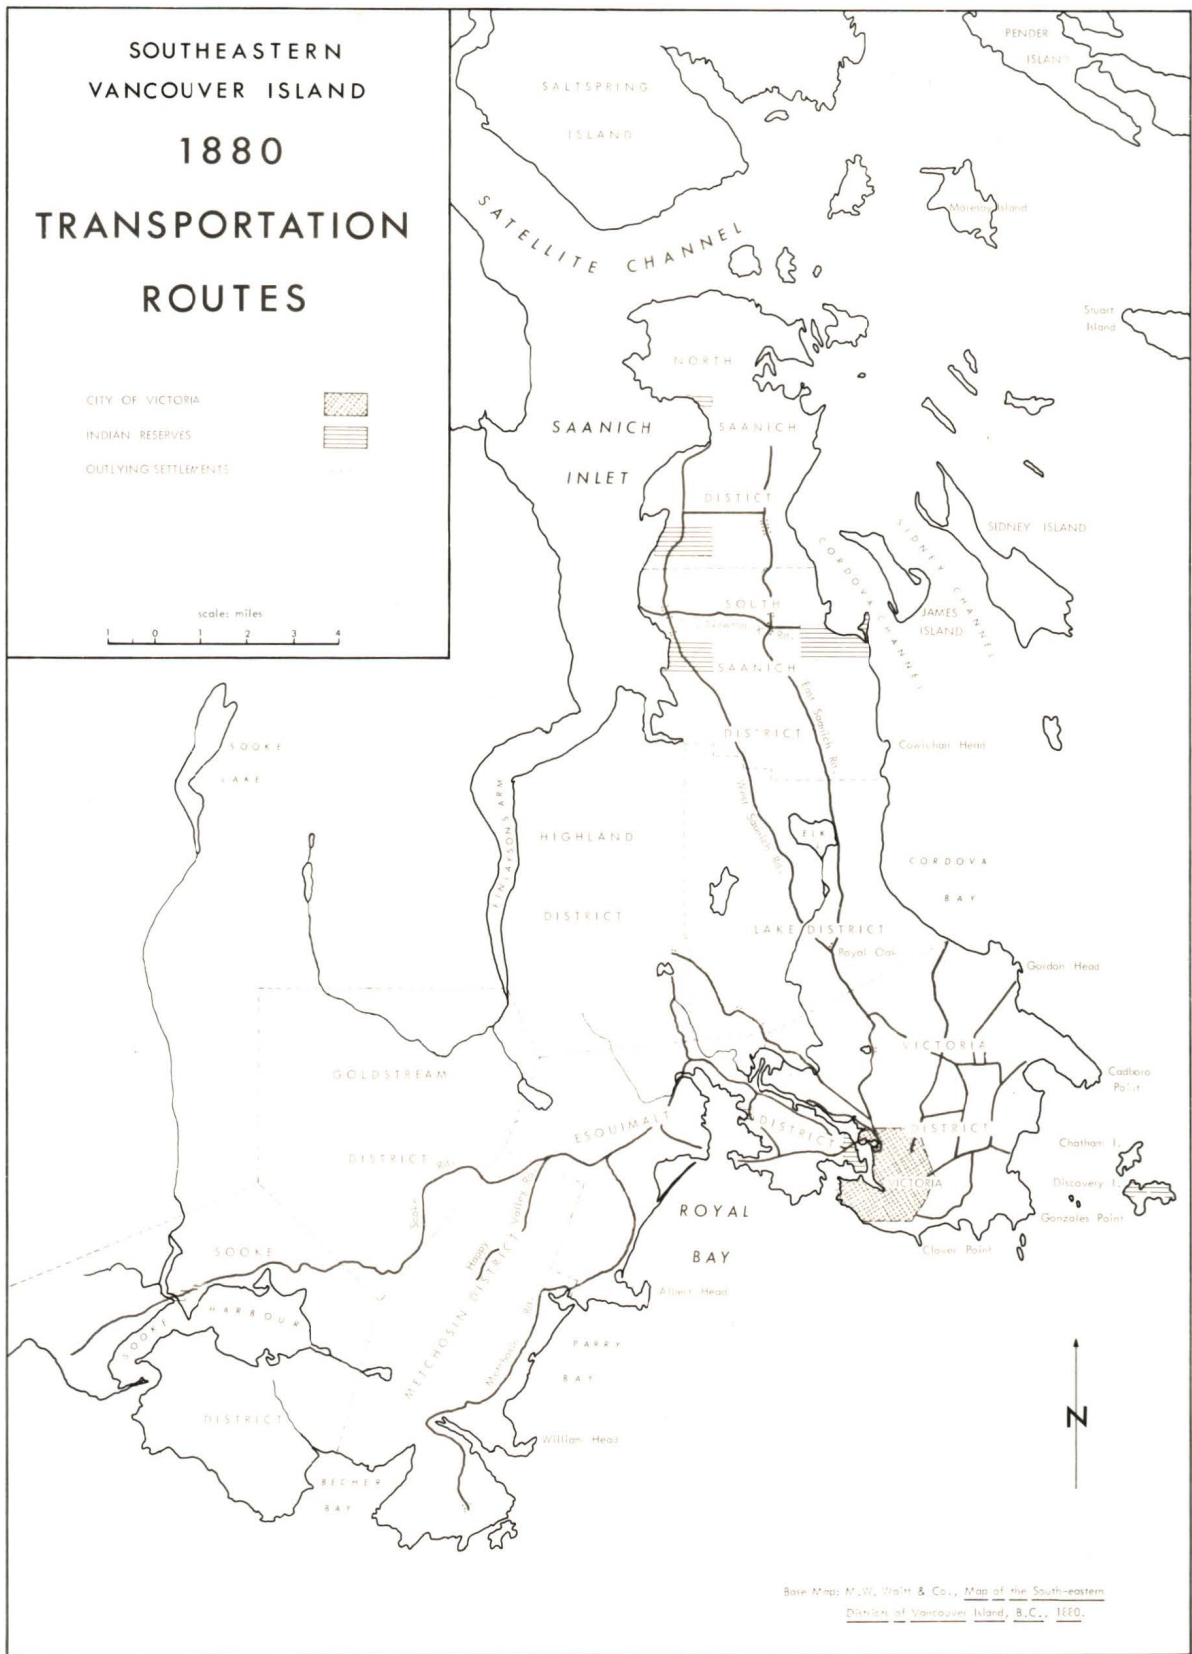 SOUTHEASTERN
VANCOUVER ISLAND
1880
TRANSPORTATION
ROUTES
CITY OF VICTORIA
INDIAN RESERVES
OUTLYING SETTLEMENTS
scale: miles
1 0 1 2 3 4
PENDER
ISLAND
SALTSPRING
ISLAND
Moresby Island
SATELLITE CHANNEL
Stuart
Island
NORTH
SAANICH
DISTICT
SAANICH
INLET
SIDNEY ISLAND
SIDNEY CHANNEL
CORDOVA CHANNEL
JAMES
ISLAND
SOUTH
Rd.
SAANICH
DISTRICT
East Saanich Rd.
West Saanich Rd.
Cowichan Head
SOOKE
LAKE
FINLAYSONS ARM
HIGHLAND
DISTRICT
ELK
L
CORDOVA
BAY
LAKE DISTRICT
Royal Oak
Gordon Head
VICTORIA
DISTRICT
Cadboro
Point
GOLDSTREAM
DISTRICT
ESQUIMALT
DISTRICT
Chatham I.
Discovery I.
VICTORIA
Gonzales Point
Clover Point
Sooke
Rd.
Happy
Valley Rd.
ROYAL
BAY
SOOKE
HARBOUR
SOOKE
DISTRICT
METCHOSIN DISTRICT
Metchosin
Rd.
Albert Head
PARRY
BAY
William Head
BECHER
BAY
N
Base Map: M.W. Waitt & Co., Map of the South-eastern
Districts of Vancouver Island, B.C., 1880.